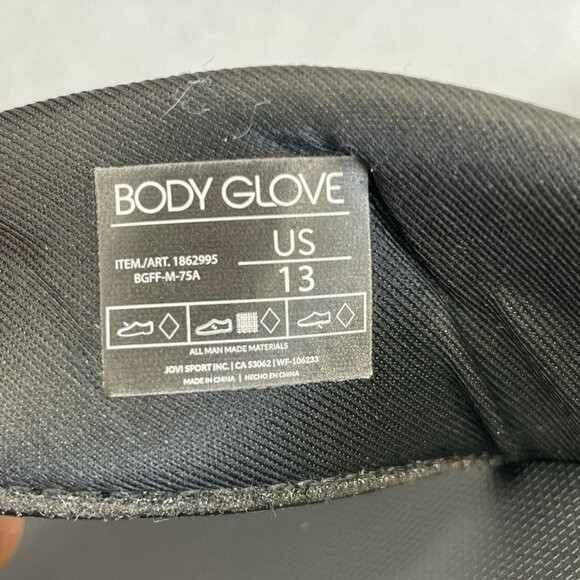 BODY GLOVE
ITEM./ART. 1862995
BGFF-M-75A
US
13
ALL MAN MADE MATERIALS
JOVI SPORT INC. | CA 53062 | WF-106233
MADE IN CHINA | HECHO EN CHINA